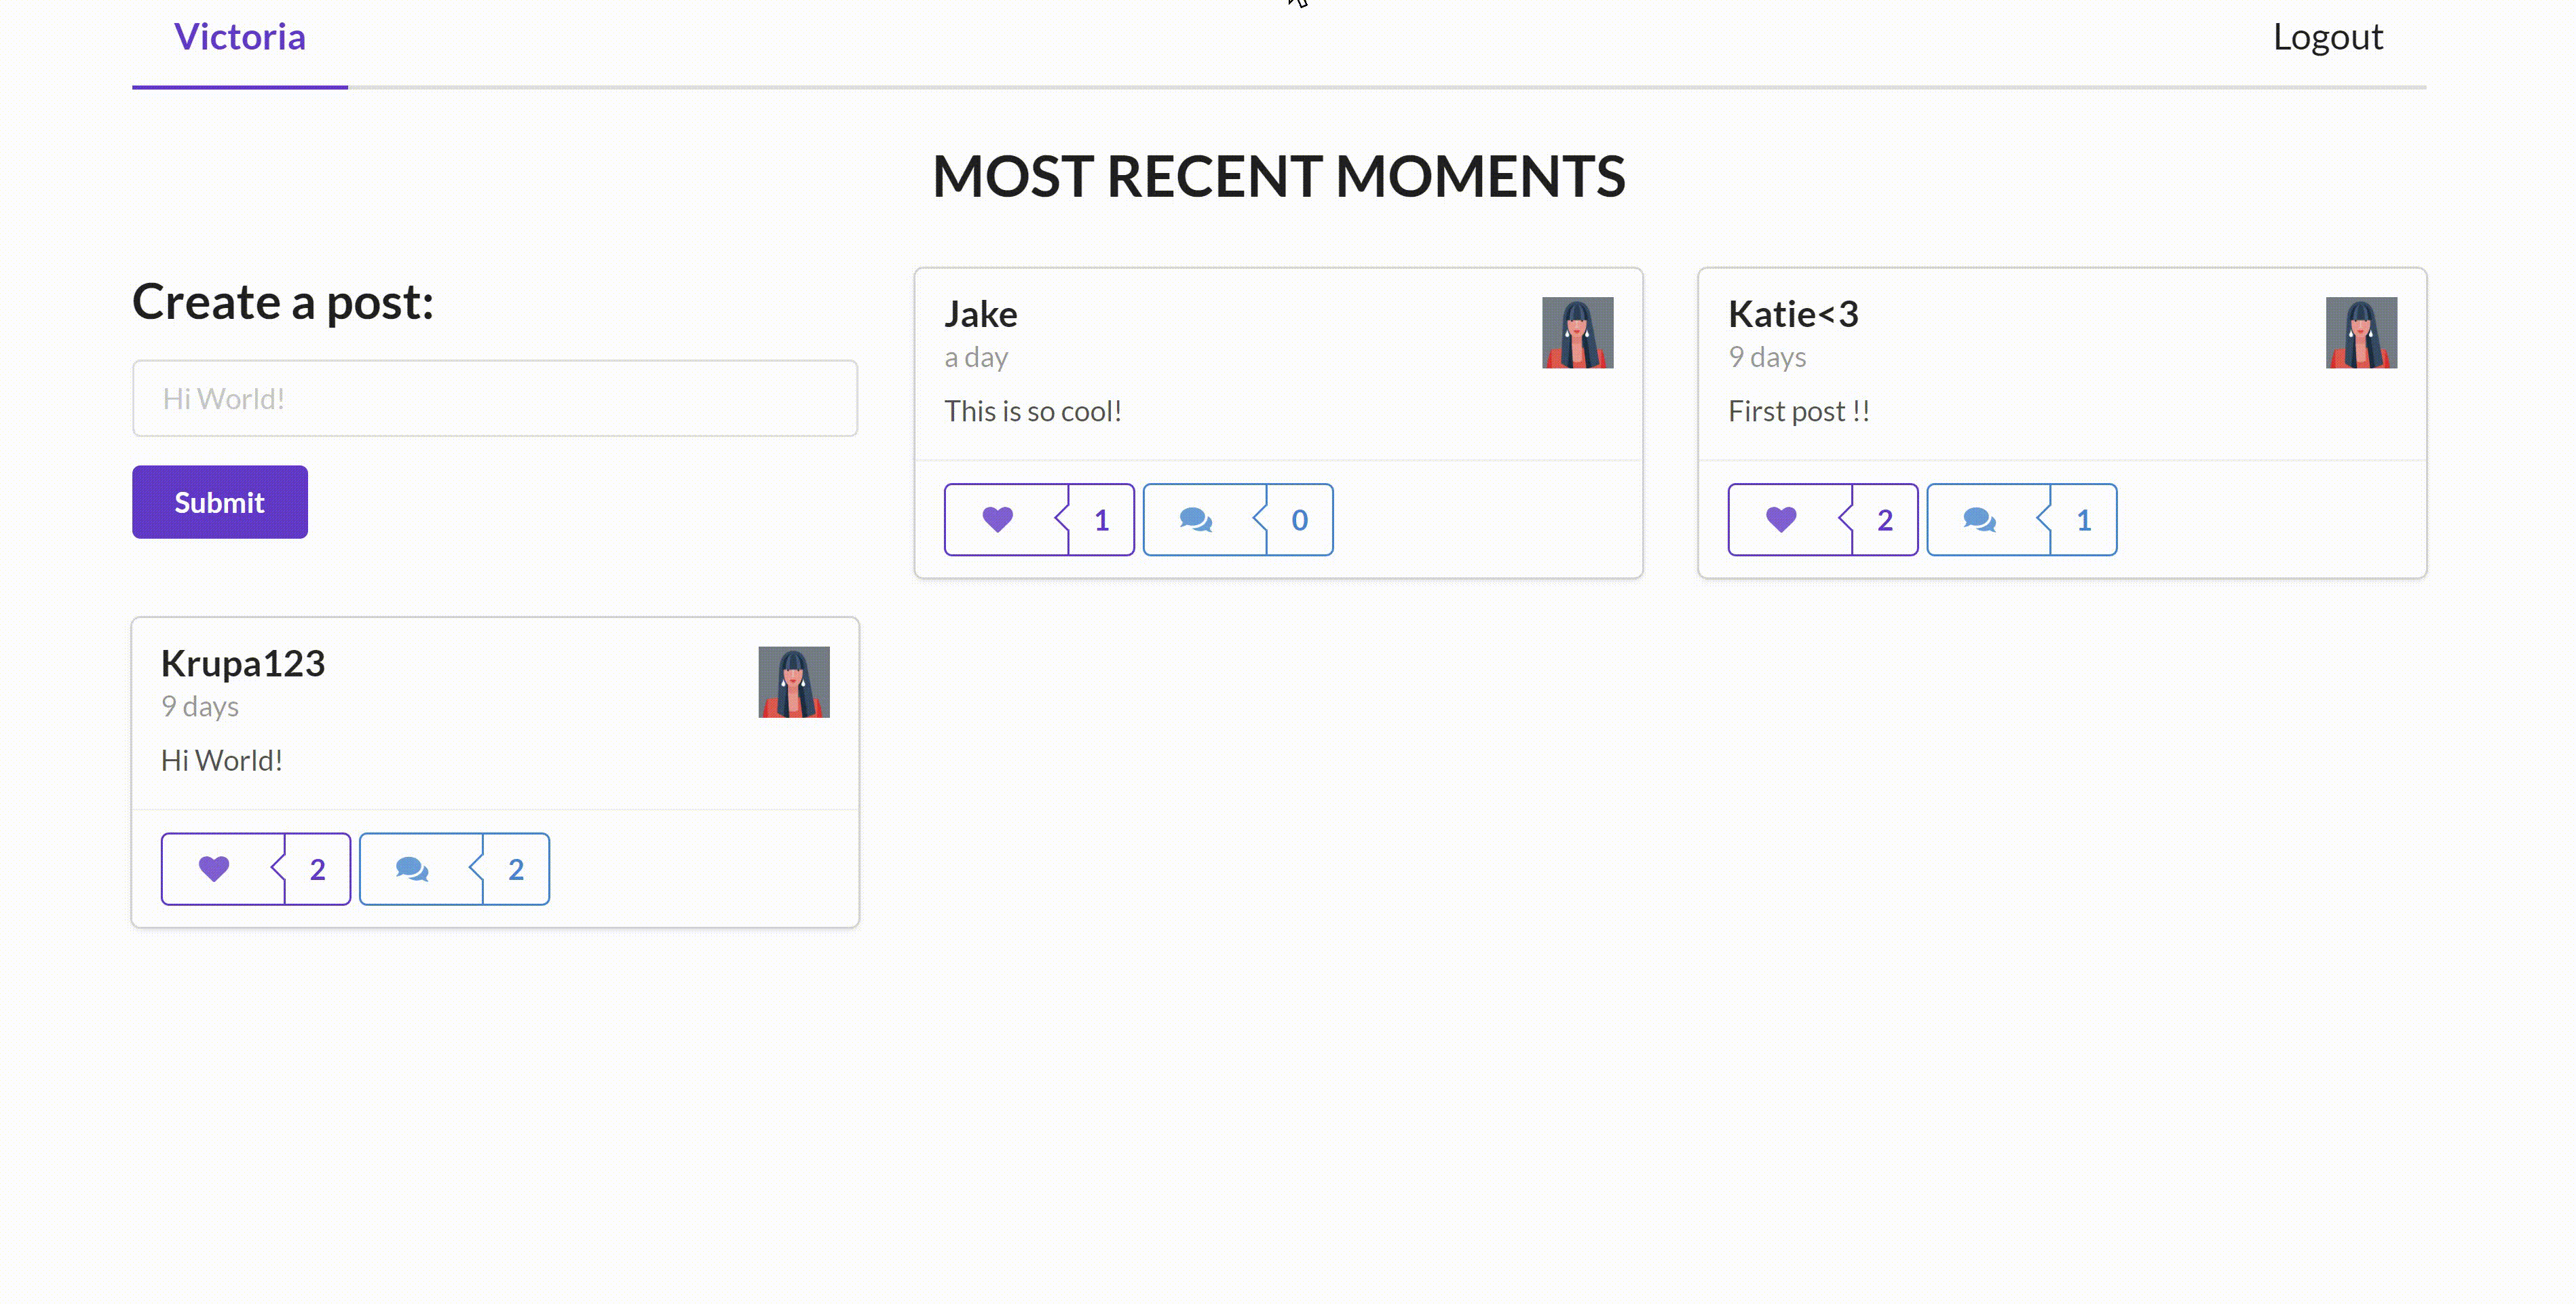 Victoria
Logout
MOST RECENT MOMENTS
Create a post:
Hi World!
Submit
Jake
a day
This is so cool!
1
0
Katie<3
9 days
First post !!
2
1
Krupa123
9 days
Hi World!
2
2